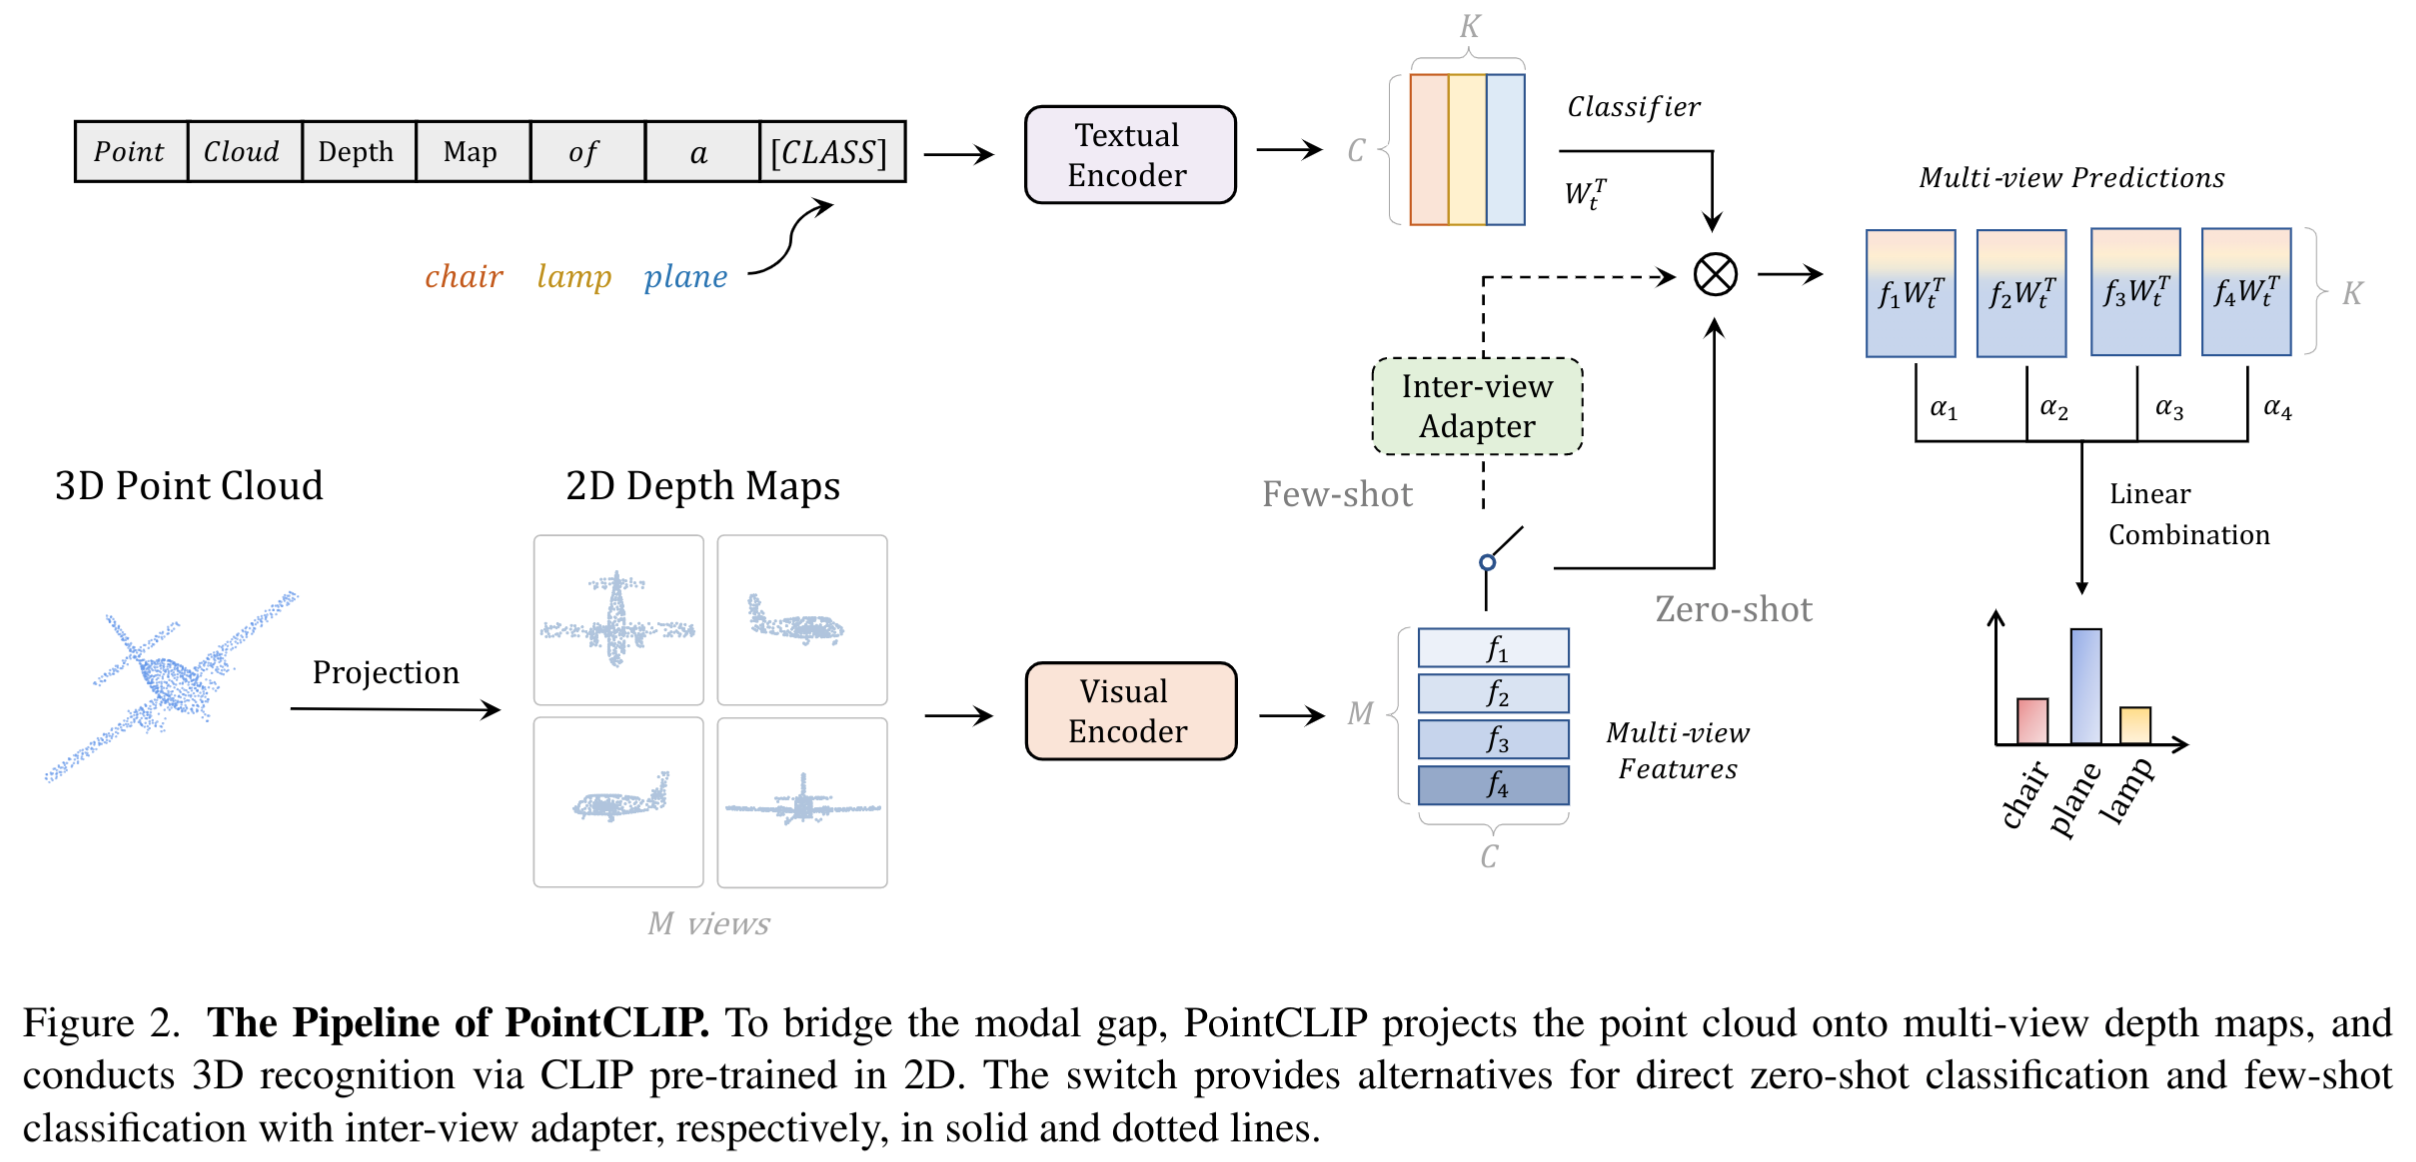 K
C
Classifier
W_t^T
Point Cloud Depth Map of a [CLASS]
Textual
Encoder
chair lamp plane
Multi-view Predictions
f_1W_t^T f_2W_t^T f_3W_t^T f_4W_t^T
K
α_1 α_2 α_3 α_4
Inter-view
Adapter
Few-shot
Zero-shot
Linear
Combination
3D Point Cloud
2D Depth Maps
Projection
M views
Visual
Encoder
M
f_1
f_2
f_3
f_4
C
Multi-view
Features
chair
plane
lamp
Figure 2. The Pipeline of PointCLIP. To bridge the modal gap, PointCLIP projects the point cloud onto multi-view depth maps, and
conducts 3D recognition via CLIP pre-trained in 2D. The switch provides alternatives for direct zero-shot classification and few-shot
classification with inter-view adapter, respectively, in solid and dotted lines.